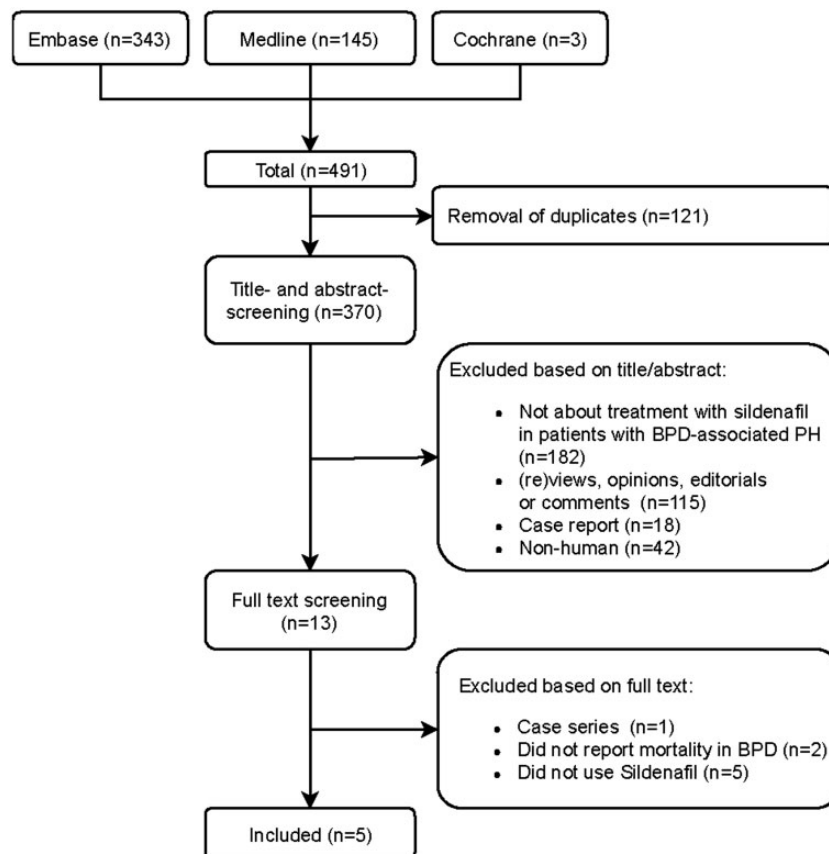 Embase (n=343)
Medline (n=145)
Cochrane (n=3)
Total (n=491)
Removal of duplicates (n=121)
Title- and abstract-
screening (n=370)
Excluded based on title/abstract:
• Not about treatment with sildenafil
in patients with BPD-associated PH
(n=182)
• (re)views, opinions, editorials
or comments (n=115)
• Case report (n=18)
• Non-human (n=42)
Full text screening
(n=13)
Excluded based on full text:
• Case series (n=1)
• Did not report mortality in BPD (n=2)
• Did not use Sildenafil (n=5)
Included (n=5)